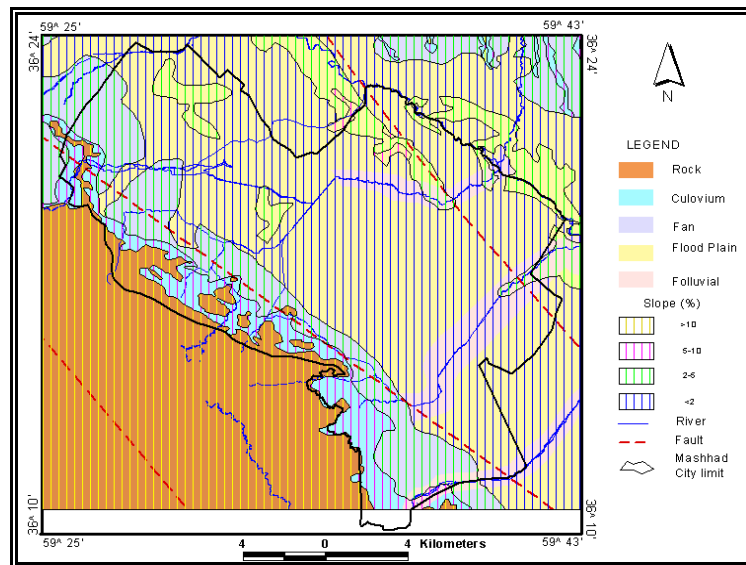 59^ 25'
59^ 43'
36^ 24'
36^ 24'
N
LEGEND
Rock
Culovium
Fan
Flood Plain
Folluvial
Slope (%)
>10
5-10
2-5
<2
River
Fault
Mashhad
City limit
36^ 10'
36^ 10'
59^ 25'
59^ 43'
4 0 4 Kilometers